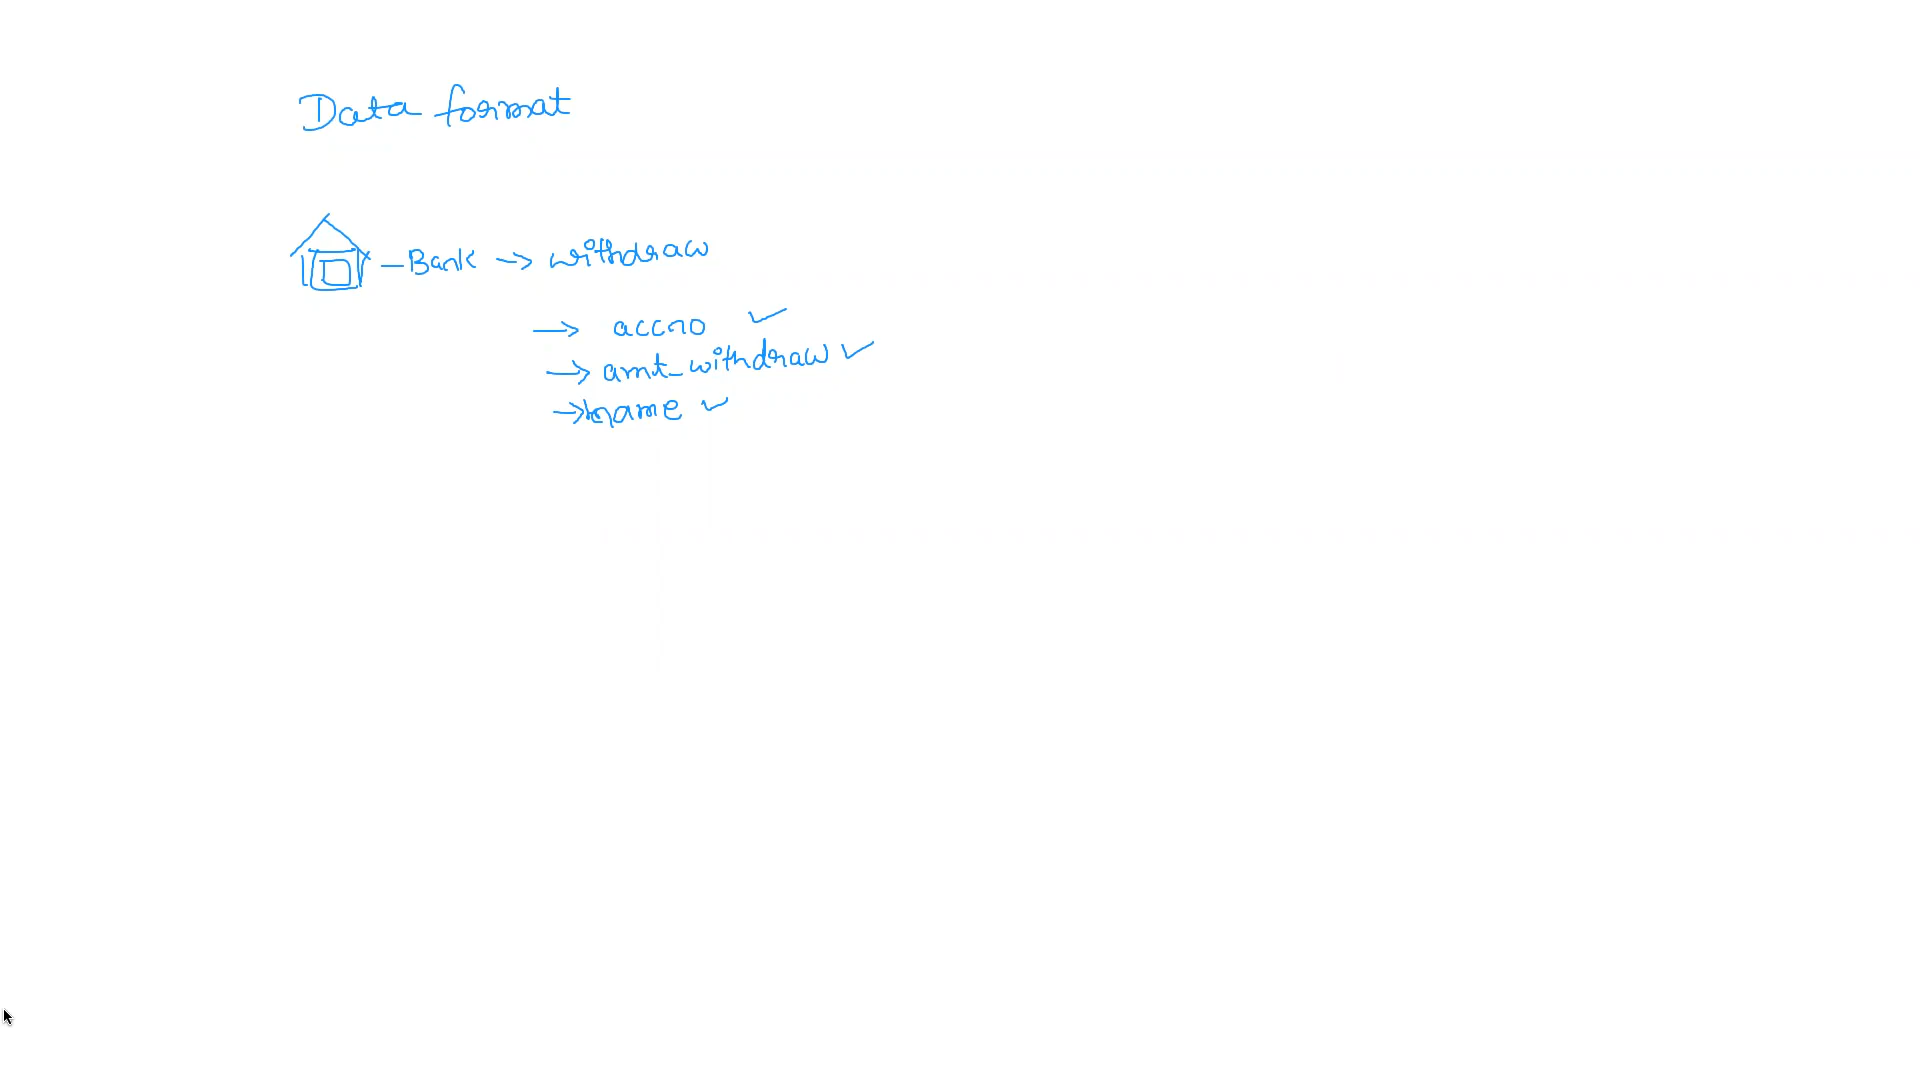 Data format
-Bank → withdraw
→ accno ✓
→ amt_withdraw ✓
→ name ✓